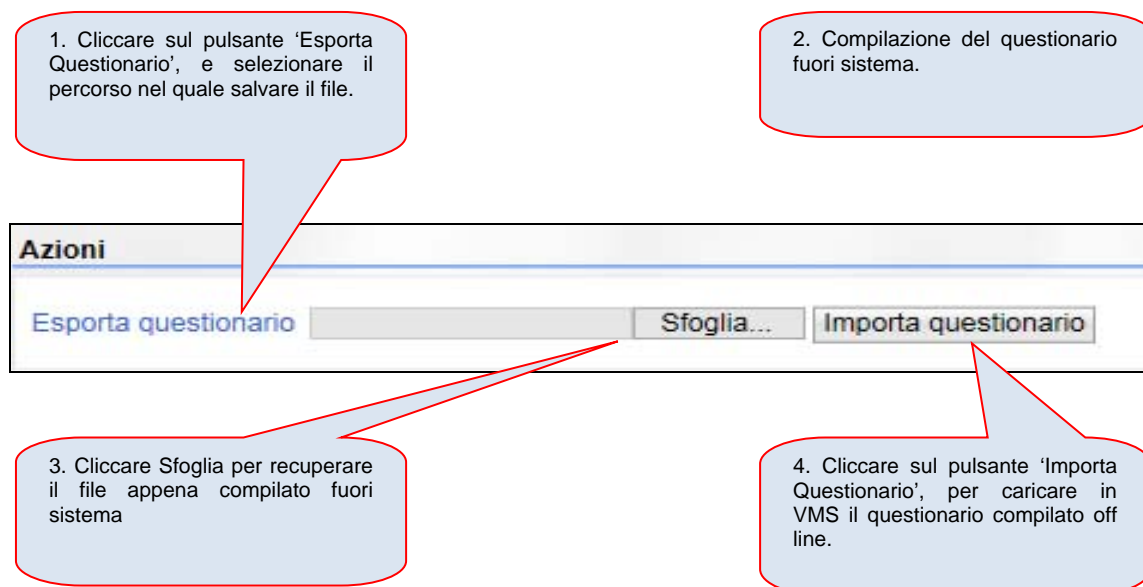 1. Cliccare sul pulsante ‘Esporta
Questionario’, e selezionare il
percorso nel quale salvare il file.
2. Compilazione del questionario
fuori sistema.
Azioni
Esporta questionario Sfoglia... Importa questionario
3. Cliccare Sfoglia per recuperare
il file appena compilato fuori
sistema
4. Cliccare sul pulsante ‘Importa
Questionario’, per caricare in
VMS il questionario compilato off
line.